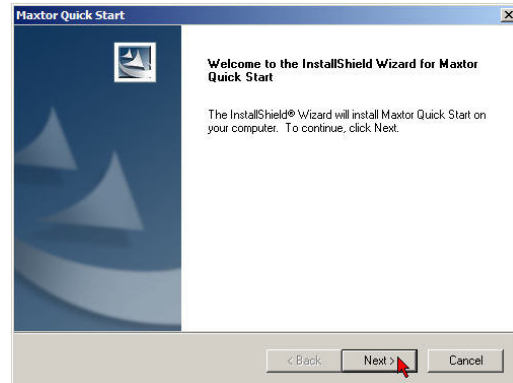 Maxtor Quick Start
Welcome to the InstallShield Wizard for Maxtor
Quick Start
The InstallShield® Wizard will install Maxtor Quick Start on
your computer. To continue, click Next.
< Back
Next >
Cancel